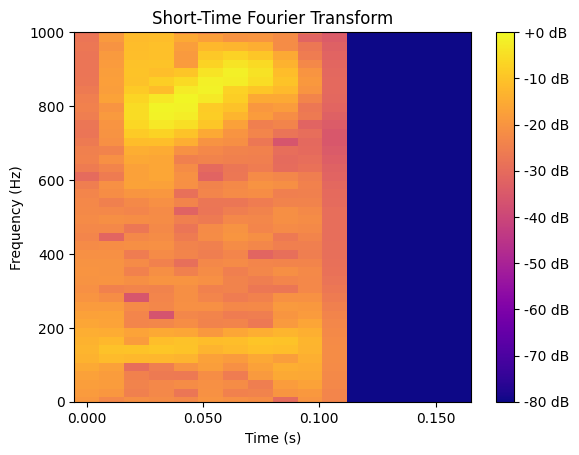 Short-Time Fourier Transform
Frequency (Hz)
1000
800
600
400
200
0
0.000
0.050
0.100
0.150
Time (s)
+0 dB
-10 dB
-20 dB
-30 dB
-40 dB
-50 dB
-60 dB
-70 dB
-80 dB